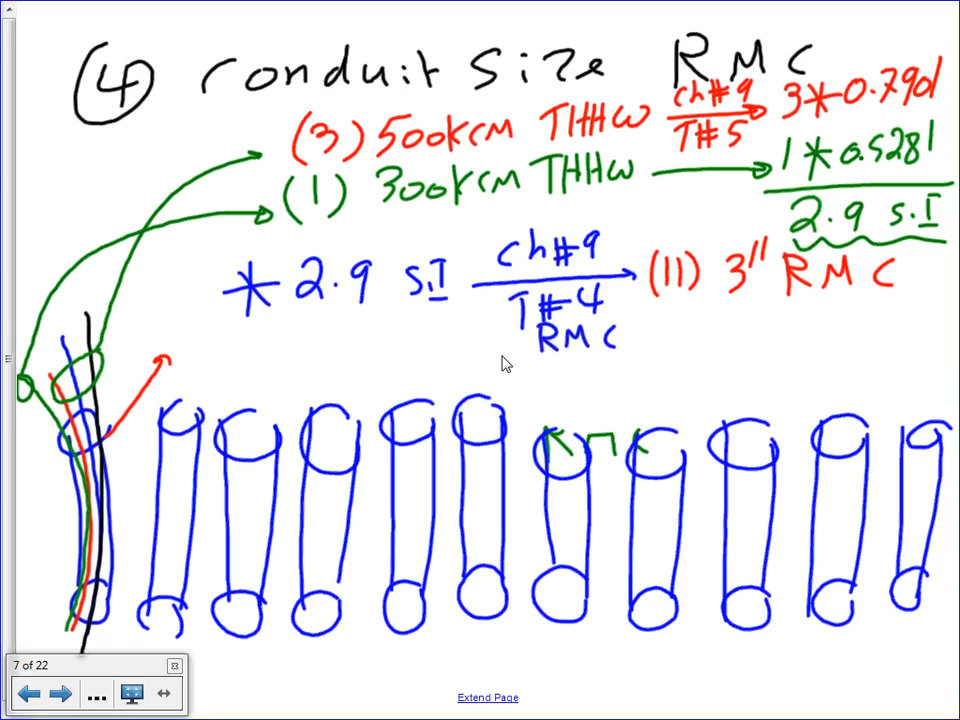 ④ Conduit Size RMC
(3) 500KCM THHW ch#9 T#5 3*0.7901
(1) 300KCM THHW 1*0.5281
2.9 s.I
* 2.9 s.I ch#9 T#4 RMC (11) 3" RMC
7 of 22
Extend Page